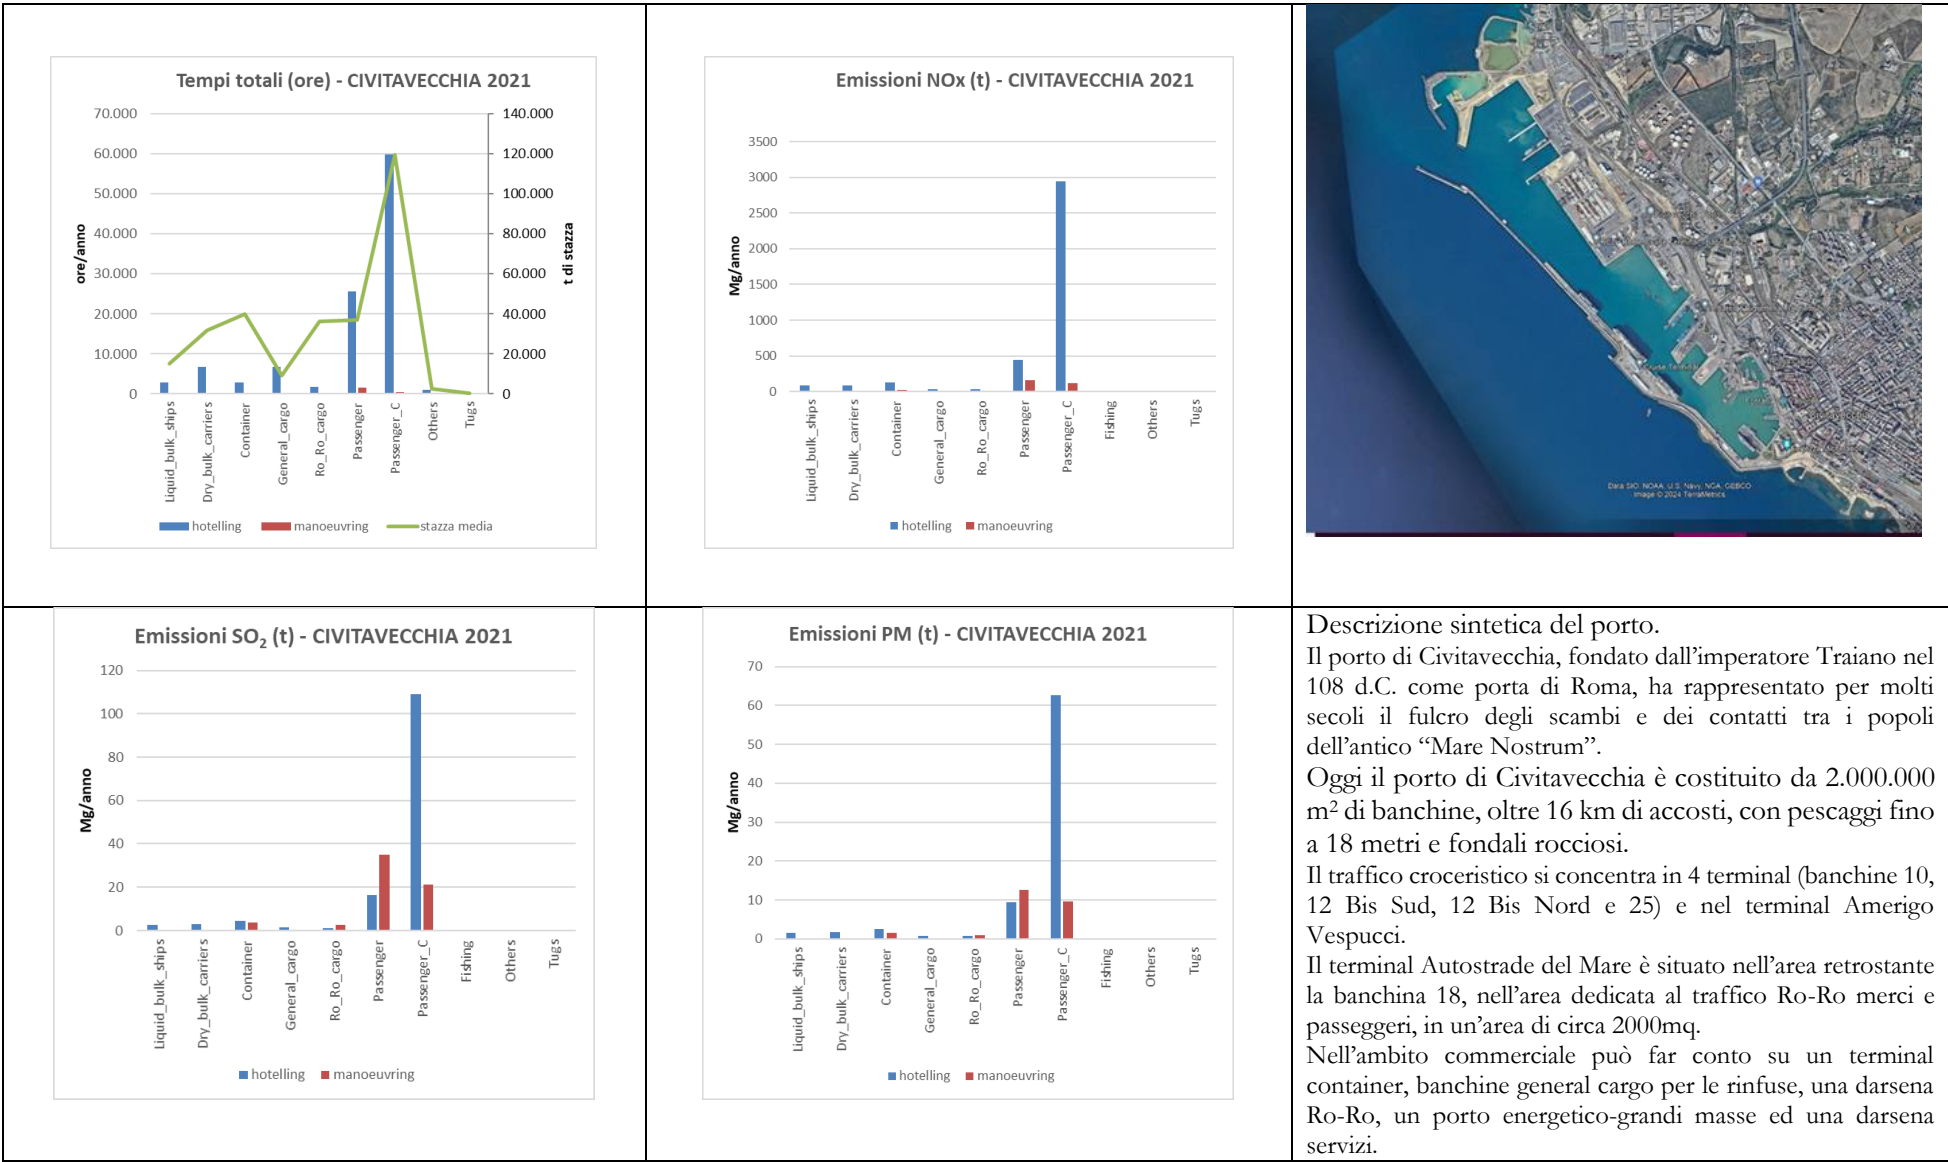 Tempi totali (ore) - CIVITAVECCHIA 2021
70.000
60.000
50.000
40.000
30.000
20.000
10.000
0
140.000
120.000
100.000
80.000
60.000
40.000
20.000
0
ore/anno
t di stazza
Liquid_bulk_ships
Dry_bulk_carriers
Container
General_cargo
Ro_Ro_cargo
Passenger
Passenger_C
Others
Tugs
hotelling manoeuvring stazza media
Emissioni NOx (t) - CIVITAVECCHIA 2021
3500
3000
2500
2000
1500
1000
500
0
Mg/anno
Liquid_bulk_ships
Dry_bulk_carriers
Container
General_cargo
Ro_Ro_cargo
Passenger
Passenger_C
Fishing
Others
Tugs
hotelling manoeuvring
Cruise Terminal
Data SIO, NOAA, U.S. Navy, NGA, GEBCO
Image © 2024 TerraMetrics
Emissioni SO₂ (t) - CIVITAVECCHIA 2021
120
100
80
60
40
20
0
Mg/anno
Liquid_bulk_ships
Dry_bulk_carriers
Container
General_cargo
Ro_Ro_cargo
Passenger
Passenger_C
Fishing
Others
Tugs
hotelling manoeuvring
Emissioni PM (t) - CIVITAVECCHIA 2021
70
60
50
40
30
20
10
0
Mg/anno
Liquid_bulk_ships
Dry_bulk_carriers
Container
General_cargo
Ro_Ro_cargo
Passenger
Passenger_C
Fishing
Others
Tugs
hotelling manoeuvring
Descrizione sintetica del porto.
Il porto di Civitavecchia, fondato dall’imperatore Traiano nel
108 d.C. come porta di Roma, ha rappresentato per molti
secoli il fulcro degli scambi e dei contatti tra i popoli
dell’antico “Mare Nostrum”.
Oggi il porto di Civitavecchia è costituito da 2.000.000
m² di banchine, oltre 16 km di accosti, con pescaggi fino
a 18 metri e fondali rocciosi.
Il traffico croceristico si concentra in 4 terminal (banchine 10,
12 Bis Sud, 12 Bis Nord e 25) e nel terminal Amerigo
Vespucci.
Il terminal Autostrade del Mare è situato nell’area retrostante
la banchina 18, nell’area dedicata al traffico Ro-Ro merci e
passeggeri, in un’area di circa 2000mq.
Nell’ambito commerciale può far conto su un terminal
container, banchine general cargo per le rinfuse, una darsena
Ro-Ro, un porto energetico-grandi masse ed una darsena
servizi.